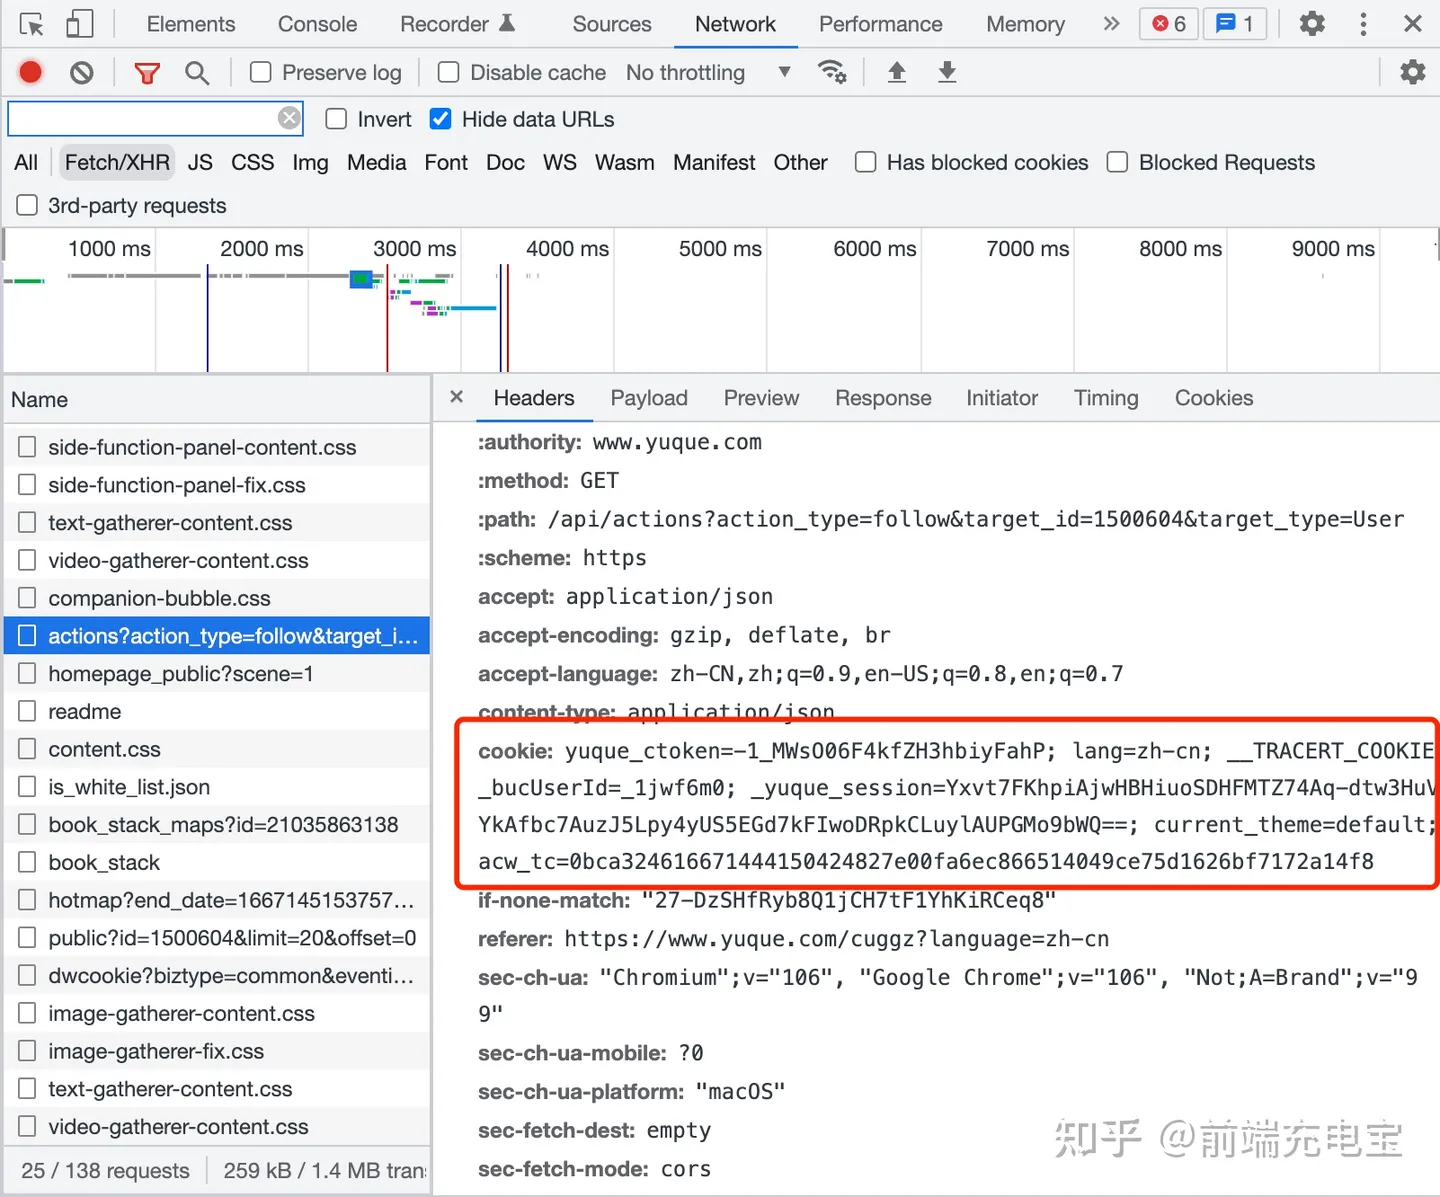 Elements Console Recorder Sources Network Performance Memory » 6 1
Preserve log Disable cache No throttling
Invert Hide data URLs
All Fetch/XHR JS CSS Img Media Font Doc WS Wasm Manifest Other Has blocked cookies Blocked Requests
3rd-party requests
1000 ms 2000 ms 3000 ms 4000 ms 5000 ms 6000 ms 7000 ms 8000 ms 9000 ms
Name
side-function-panel-content.css
side-function-panel-fix.css
text-gatherer-content.css
video-gatherer-content.css
companion-bubble.css
actions?action_type=follow&target_i…
homepage_public?scene=1
readme
content.css
is_white_list.json
book_stack_maps?id=21035863138
book_stack
hotmap?end_date=1667145153757…
public?id=1500604&limit=20&offset=0
dwcookie?biztype=common&eventi…
image-gatherer-content.css
image-gatherer-fix.css
text-gatherer-content.css
video-gatherer-content.css
25 / 138 requests 259 kB / 1.4 MB tran
× Headers Payload Preview Response Initiator Timing Cookies
:authority: www.yuque.com
:method: GET
:path: /api/actions?action_type=follow&target_id=1500604&target_type=User
:scheme: https
accept: application/json
accept-encoding: gzip, deflate, br
accept-language: zh-CN,zh;q=0.9,en-US;q=0.8,en;q=0.7
content-type: application/json
cookie: yuque_ctoken=-1_MWsO06F4kfZH3hbiyFahP; lang=zh-cn; __TRACERT_COOKIE
_bucUserId=_1jwf6m0; _yuque_session=Yxvt7FKhpiAjwHBHiuoSDHFMTZ74Aq-dtw3HuV
YkAfbc7AuzJ5Lpy4yUS5EGd7kFIwoDRpkCLuylAUPGMo9bWQ==; current_theme=default;
acw_tc=0bca324616671444150424827e00fa6ec866514049ce75d1626bf7172a14f8
if-none-match: "27-DzSHfRyb8Q1jCH7tF1YhKiRCeq8"
referer: https://www.yuque.com/cuggz?language=zh-cn
sec-ch-ua: "Chromium";v="106", "Google Chrome";v="106", "Not;A=Brand";v="9
9"
sec-ch-ua-mobile: ?0
sec-ch-ua-platform: "macOS"
sec-fetch-dest: empty
sec-fetch-mode: cors
知乎 @前端充电宝